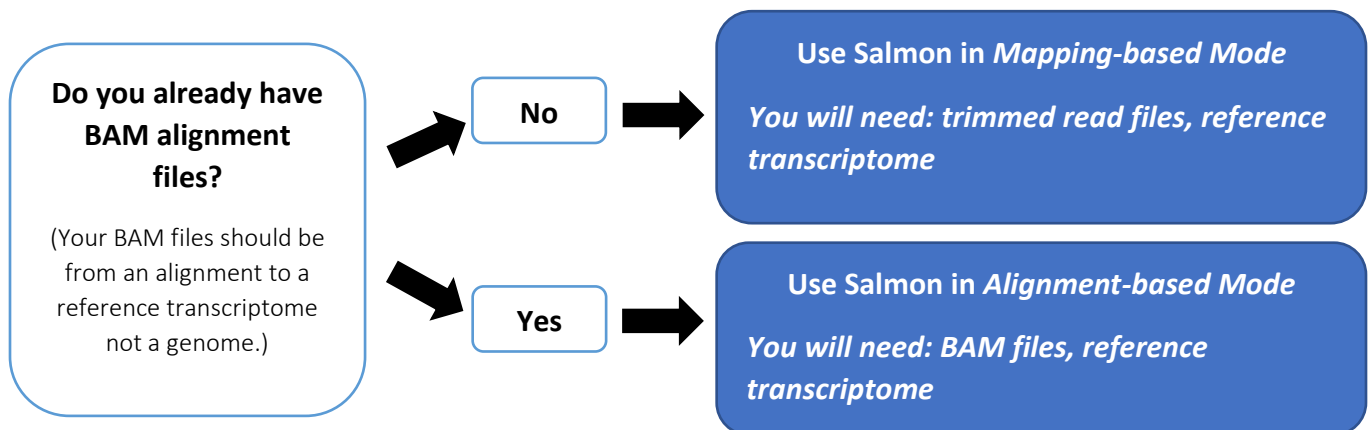 Do you already have
BAM alignment
files?
(Your BAM files should be
from an alignment to a
reference transcriptome
not a genome.)
No
Use Salmon in Mapping-based Mode
You will need: trimmed read files, reference
transcriptome
Yes
Use Salmon in Alignment-based Mode
You will need: BAM files, reference
transcriptome